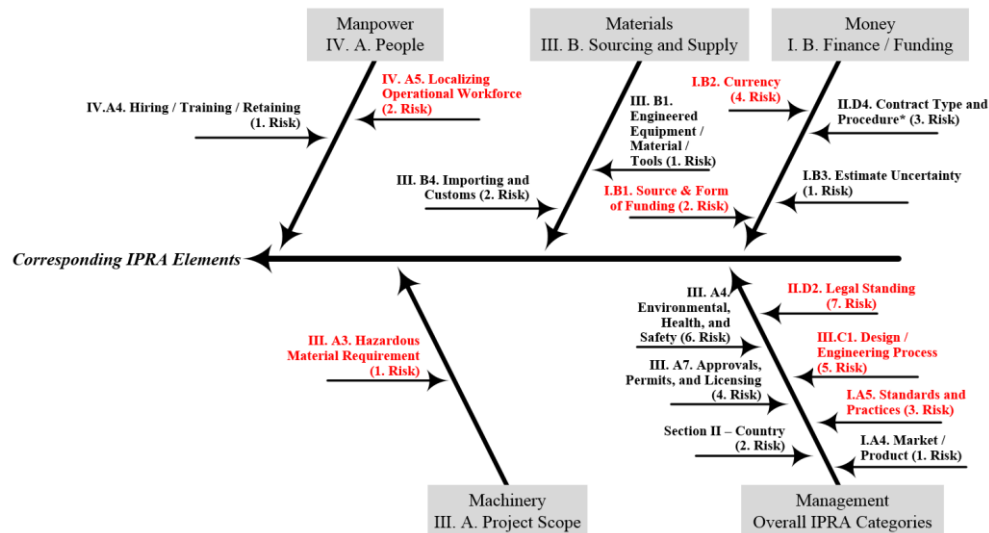 Manpower
IV. A. People
Materials
III. B. Sourcing and Supply
Money
I. B. Finance / Funding
IV. A5. Localizing
Operational Workforce
(2. Risk)
IV.A4. Hiring / Training / Retaining
(1. Risk)
III. B1.
Engineered
Equipment /
Material /
Tools (1. Risk)
III. B4. Importing and
Customs (2. Risk)
I.B2. Currency
(4. Risk)
II.D4. Contract Type and
Procedure* (3. Risk)
I.B1. Source & Form
of Funding (2. Risk)
I.B3. Estimate Uncertainty
(1. Risk)
Corresponding IPRA Elements
III. A3. Hazardous
Material Requirement
(1. Risk)
III. A4.
Environmental,
Health, and
Safety (6. Risk)
II.D2. Legal Standing
(7. Risk)
III.C1. Design /
Engineering Process
(5. Risk)
III. A7. Approvals,
Permits, and Licensing
(4. Risk)
I.A5. Standards and
Practices (3. Risk)
Section II – Country
(2. Risk)
I.A4. Market /
Product (1. Risk)
Machinery
III. A. Project Scope
Management
Overall IPRA Categories